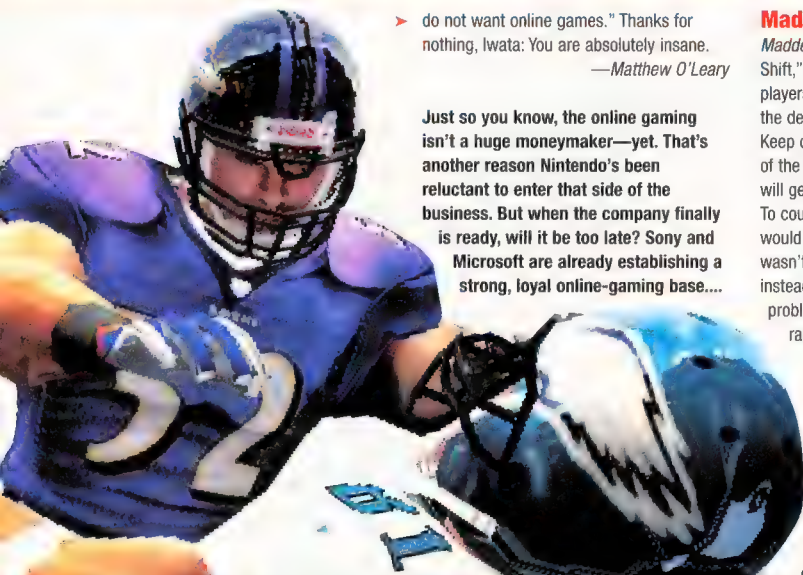 do not want online games." Thanks for
nothing, Iwata: You are absolutely insane.
—Matthew O'Leary
Just so you know, the online gaming
isn't a huge moneymaker—yet. That's
another reason Nintendo's been
reluctant to enter that side of the
business. But when the company finally
is ready, will it be too late? Sony and
Microsoft are already establishing a
strong, loyal online-gaming base....
Mad
Madde
Shift,"
players
the de
Keep c
of the
will ge
To cou
would
wasn'
instea
probl
ra
52